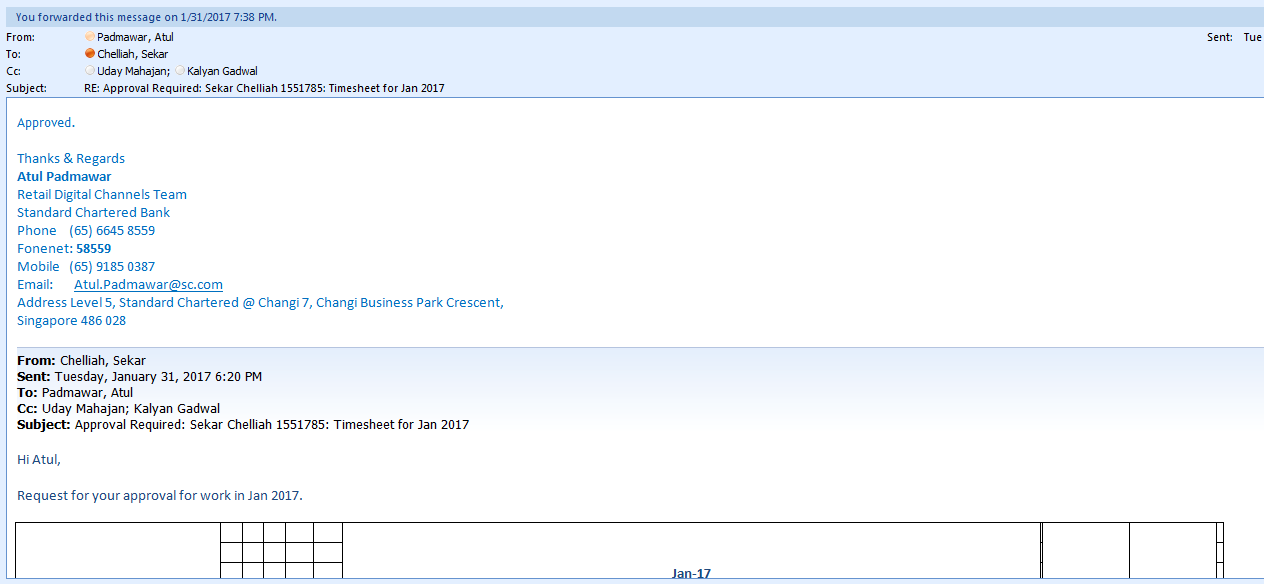 You forwarded this message on 1/31/2017 7:38 PM.
From: Padmawar, Atul Sent: Tue
To: Chelliah, Sekar
Cc: Uday Mahajan; Kalyan Gadwal
Subject: RE: Approval Required: Sekar Chelliah 1551785: Timesheet for Jan 2017
Approved.
Thanks & Regards
Atul Padmawar
Retail Digital Channels Team
Standard Chartered Bank
Phone (65) 6645 8559
Fonenet: 58559
Mobile (65) 9185 0387
Email: Atul.Padmawar@sc.com
Address Level 5, Standard Chartered @ Changi 7, Changi Business Park Crescent,
Singapore 486 028
From: Chelliah, Sekar
Sent: Tuesday, January 31, 2017 6:20 PM
To: Padmawar, Atul
Cc: Uday Mahajan; Kalyan Gadwal
Subject: Approval Required: Sekar Chelliah 1551785: Timesheet for Jan 2017
Hi Atul,
Request for your approval for work in Jan 2017.
Jan-17